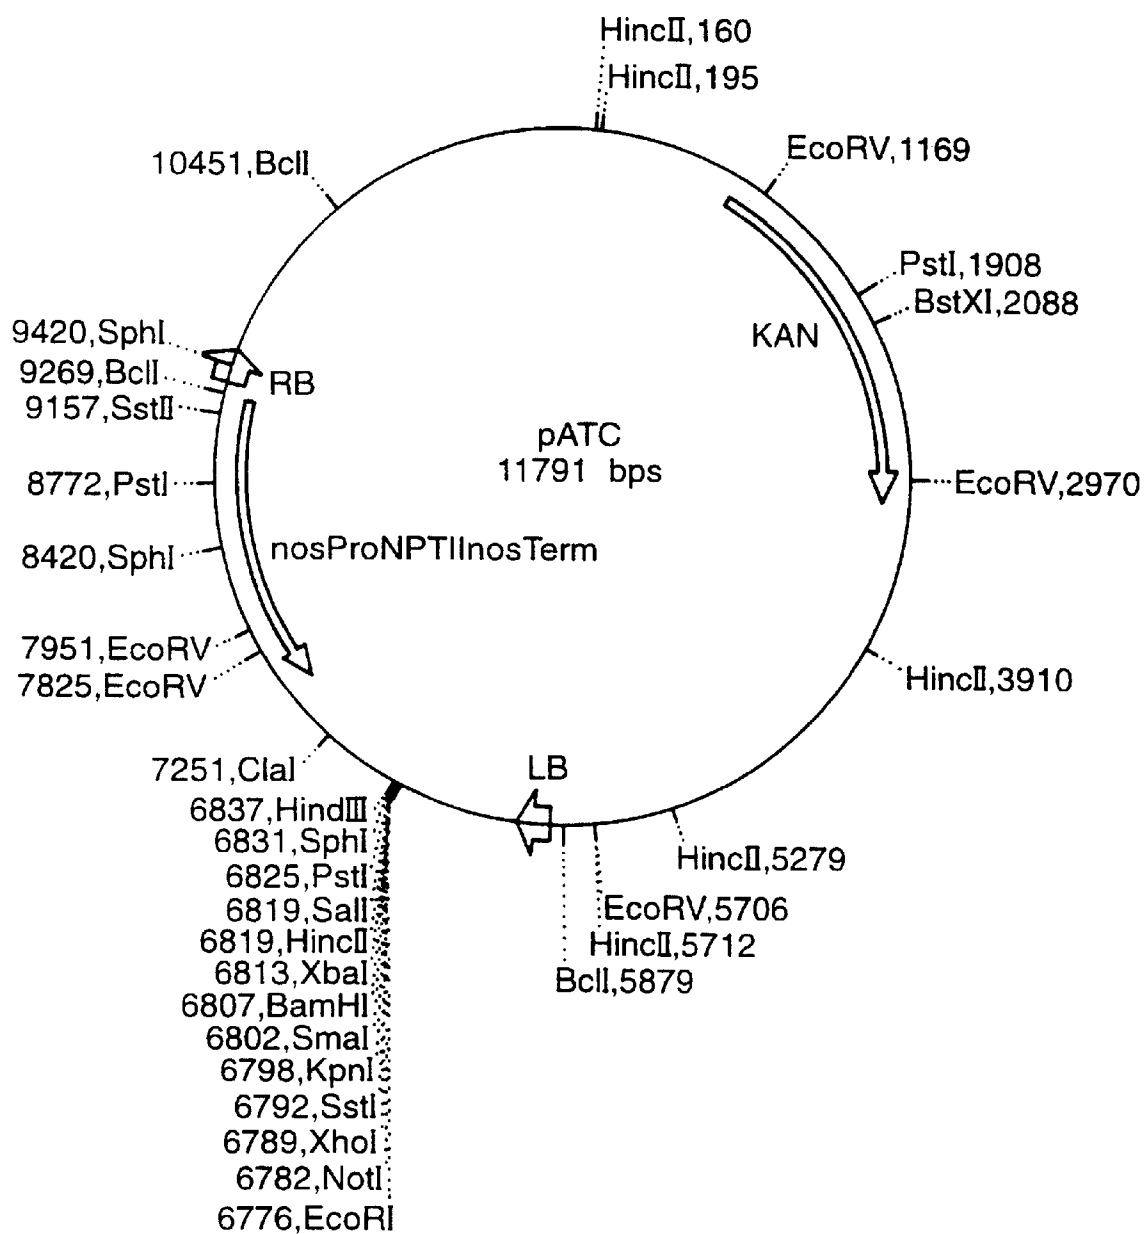 HincⅡ,160
HincⅡ,195
EcoRV,1169
10451,BclI
PstI,1908
BstXI,2088
KAN
9420,SphI
9269,BclI
RB
9157,SstⅡ
pATC
11791 bps
8772,PstI
EcoRV,2970
8420,SphI
nosProNPTIInosTerm
7951,EcoRV
7825,EcoRV
HincⅡ,3910
7251,ClaI
LB
6837,HindⅢ
6831,SphI
HincⅡ,5279
6825,PstI
6819,SalI
EcoRV,5706
6819,HincⅡ
HincⅡ,5712
6813,XbaI
BclI,5879
6807,BamHI
6802,SmaI
6798,KpnI
6792,SstI
6789,XhoI
6782,NotI
6776,EcoRI